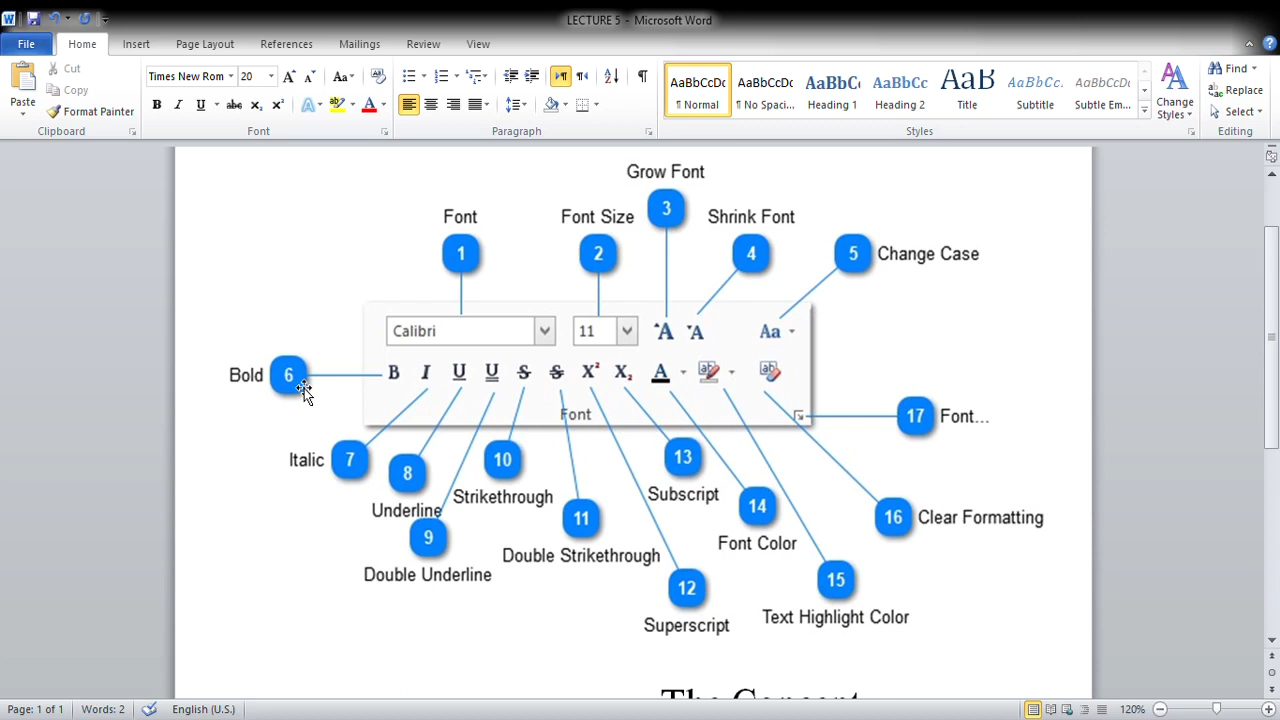 LECTURE 5 - Microsoft Word
File Home Insert Page Layout References Mailings Review View
Paste
Cut
Copy
Format Painter
Clipboard
Times New Rom 20
Font
Paragraph
AaBbCcDc
¶ Normal
AaBbCcDc
¶ No Spaci...
AaBbC
Heading 1
AaBbCc
Heading 2
AaB
Title
AaBbCc.
Subtitle
AaBbCcDc
Subtle Em...
Change Styles
Styles
Find
Replace
Select
Editing
Grow Font
3
Font
1
Font Size
2
Shrink Font
4
5 Change Case
Calibri 11 A A Aa
Bold 6
B I U U S S X² X₂ A ab ab
Font
17 Font...
Italic 7
8
Underline
10
Strikethrough
13
Subscript
9
Double Underline
11
Double Strikethrough
14
Font Color
16 Clear Formatting
12
Superscript
15
Text Highlight Color
Page: 1 of 1 Words: 2 English (U.S.) 120%